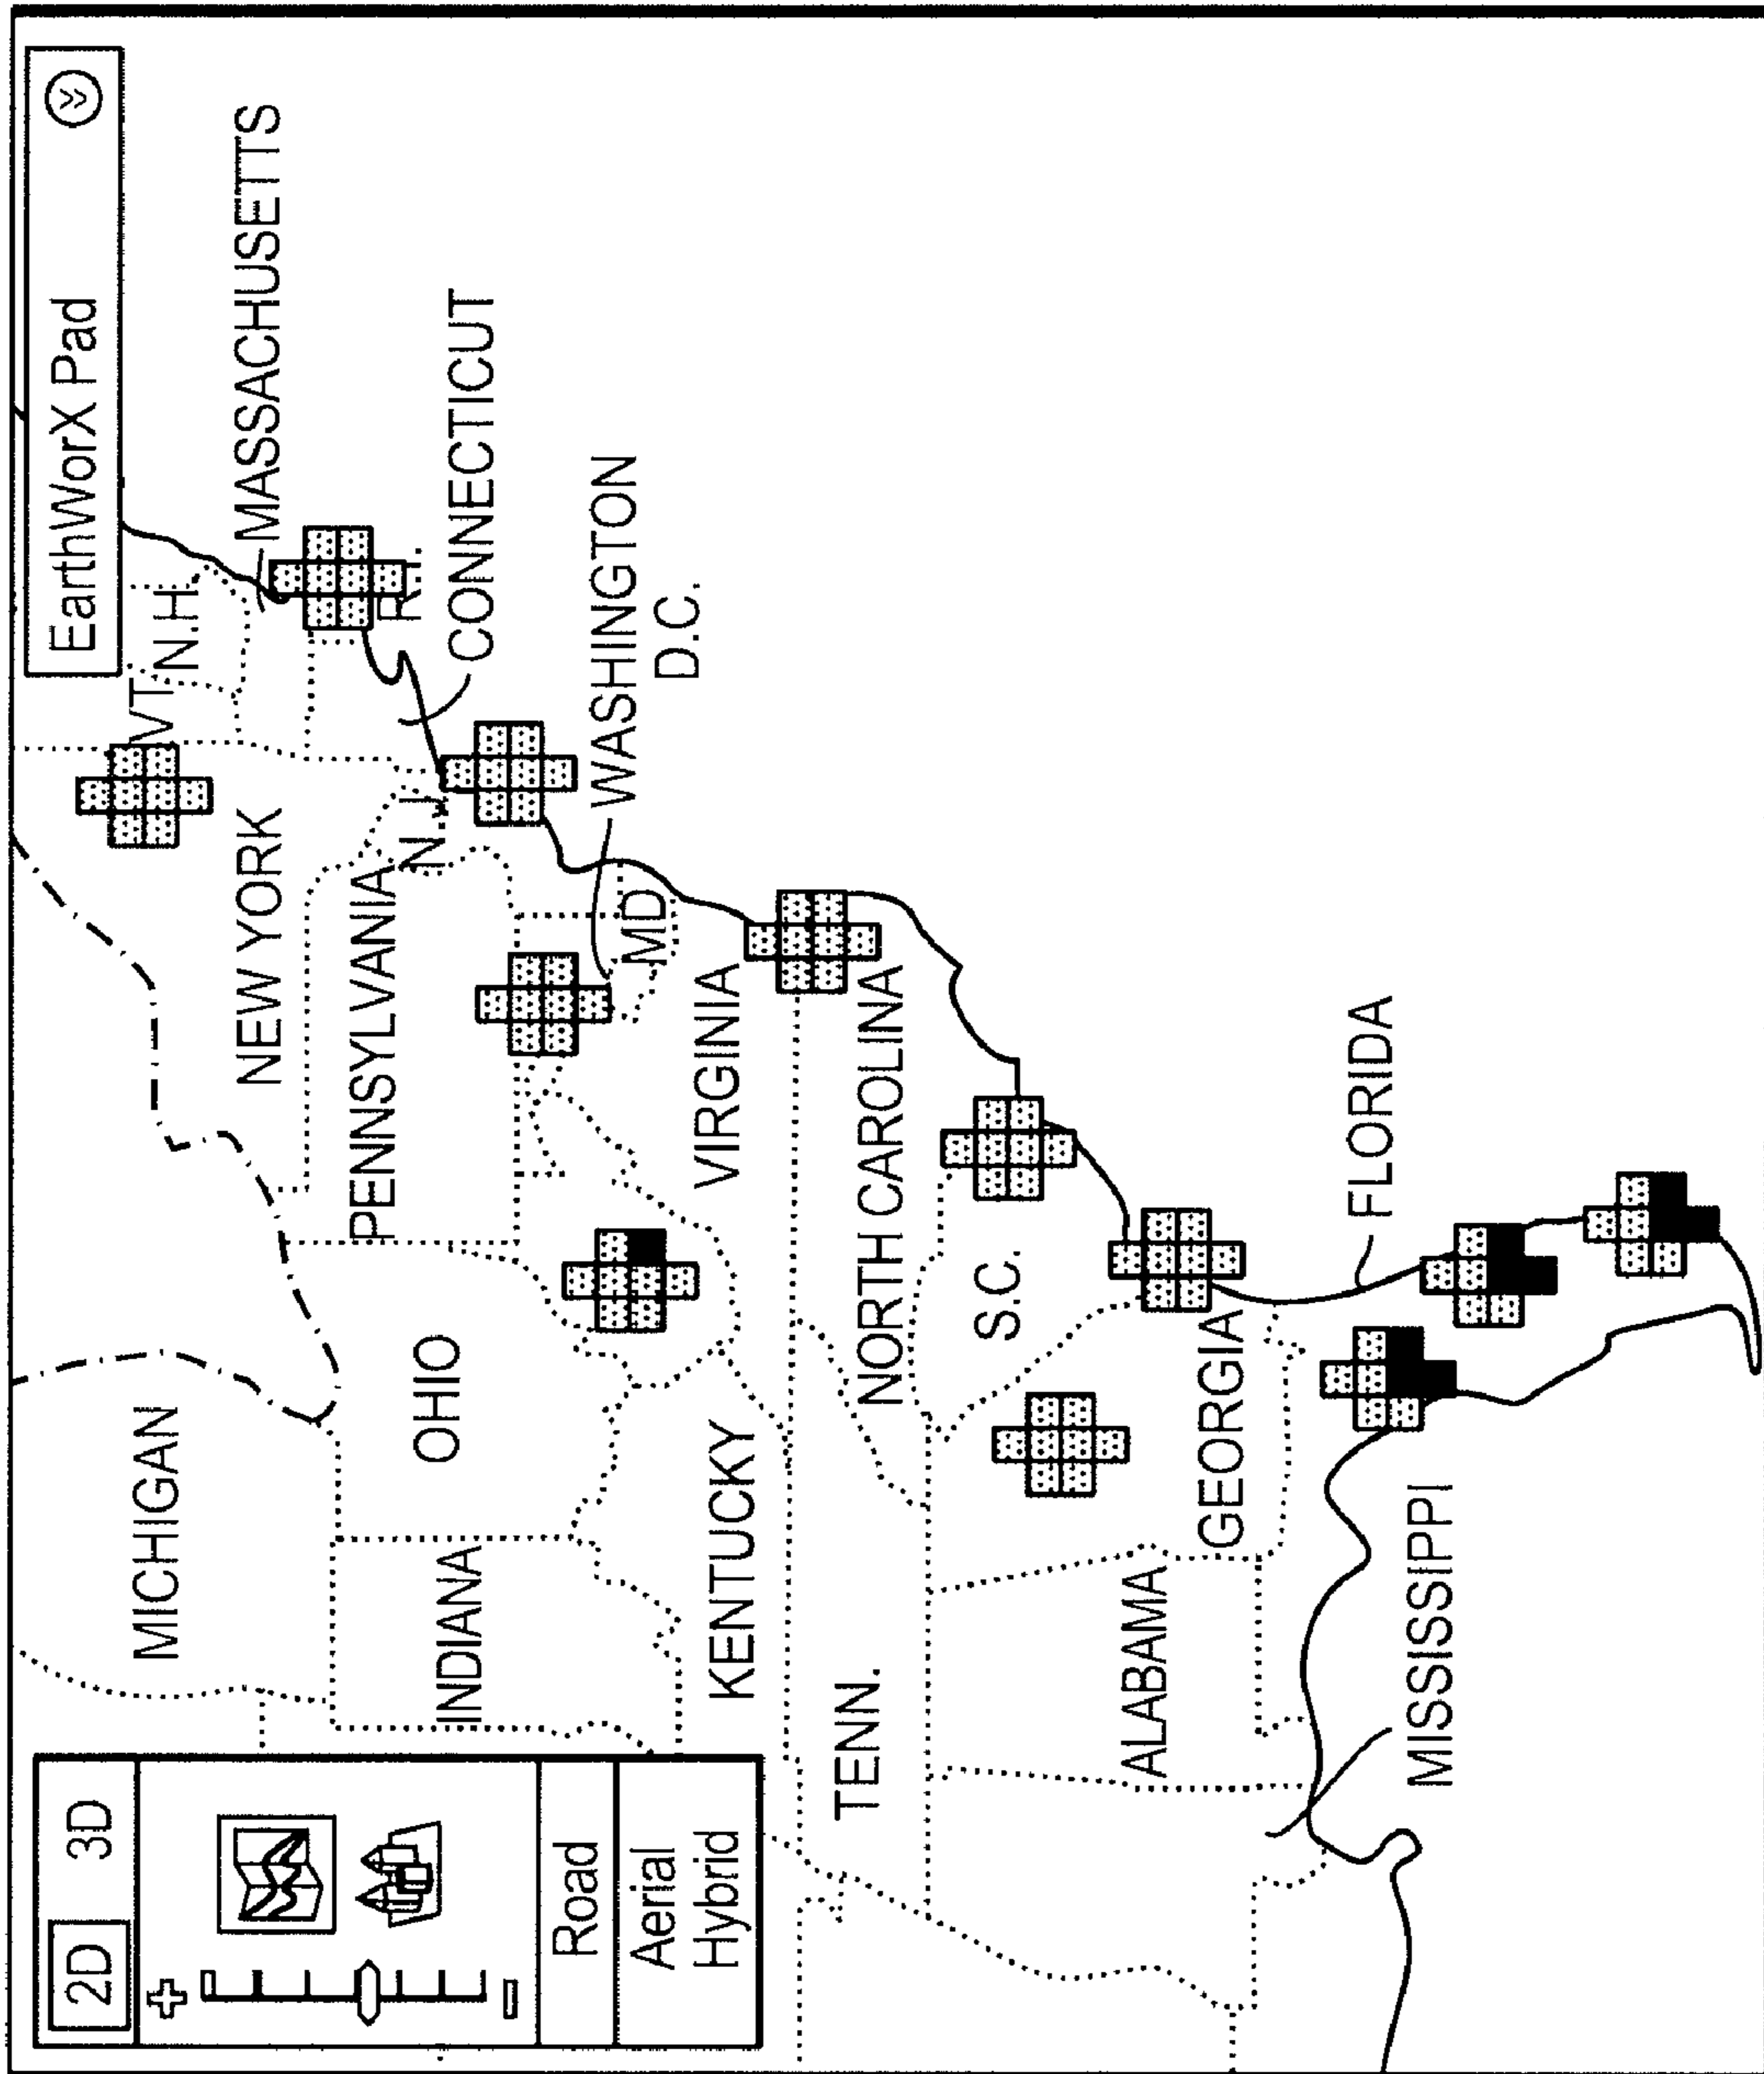 2D 3D
Road
Aerial
Hybrid
EarthWorX Pad
MICHIGAN
VT
N.H.
MASSACHUSETTS
NEW YORK
R.I.
CONNECTICUT
PENNSYLVANIA
N.J.
OHIO
INDIANA
WASHINGTON
D.C.
MD
VIRGINIA
KENTUCKY
TENN.
NORTH CAROLINA
S.C.
GEORGIA
ALABAMA
FLORIDA
MISSISSIPPI